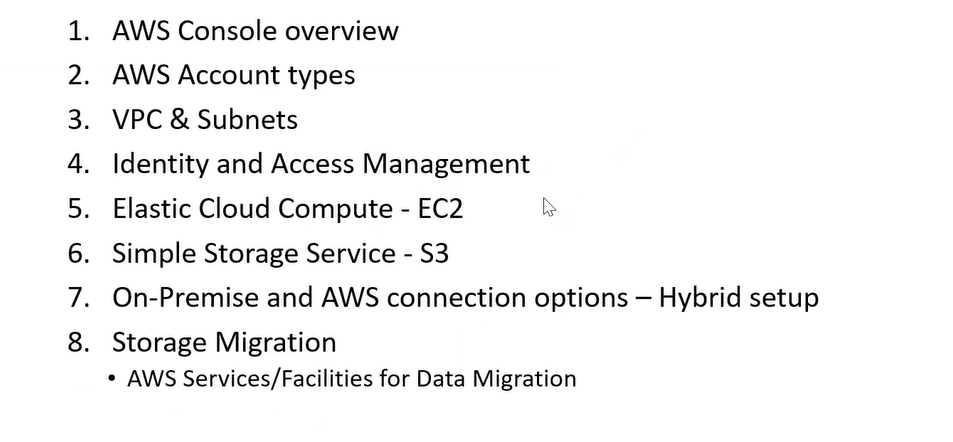 1. AWS Console overview
2. AWS Account types
3. VPC & Subnets
4. Identity and Access Management
5. Elastic Cloud Compute - EC2
6. Simple Storage Service - S3
7. On-Premise and AWS connection options – Hybrid setup
8. Storage Migration
• AWS Services/Facilities for Data Migration